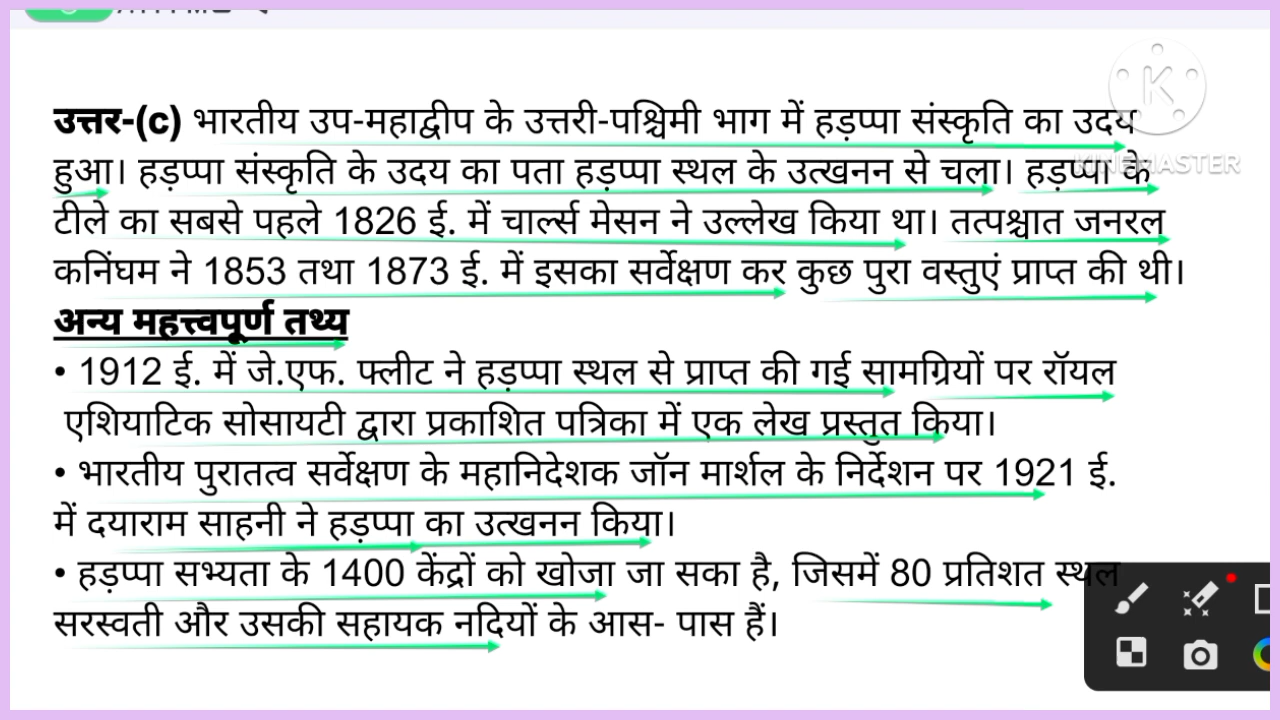 उत्तर-(c) भारतीय उप-महाद्वीप के उत्तरी-पश्चिमी भाग में हड़प्पा संस्कृति का उदय
हुआ। हड़प्पा संस्कृति के उदय का पता हड़प्पा स्थल के उत्खनन से चला। हड़प्पा के
टीले का सबसे पहले 1826 ई. में चार्ल्स मेसन ने उल्लेख किया था। तत्पश्चात जनरल
कनिंघम ने 1853 तथा 1873 ई. में इसका सर्वेक्षण कर कुछ पुरा वस्तुएं प्राप्त की थी।
अन्य महत्त्वपूर्ण तथ्य
• 1912 ई. में जे.एफ. फ्लीट ने हड़प्पा स्थल से प्राप्त की गई सामग्रियों पर रॉयल
एशियाटिक सोसायटी द्वारा प्रकाशित पत्रिका में एक लेख प्रस्तुत किया।
• भारतीय पुरातत्व सर्वेक्षण के महानिदेशक जॉन मार्शल के निर्देशन पर 1921 ई.
में दयाराम साहनी ने हड़प्पा का उत्खनन किया।
• हड़प्पा सभ्यता के 1400 केंद्रों को खोजा जा सका है, जिसमें 80 प्रतिशत स्थल
सरस्वती और उसकी सहायक नदियों के आस- पास हैं।
K
KINEMASTER